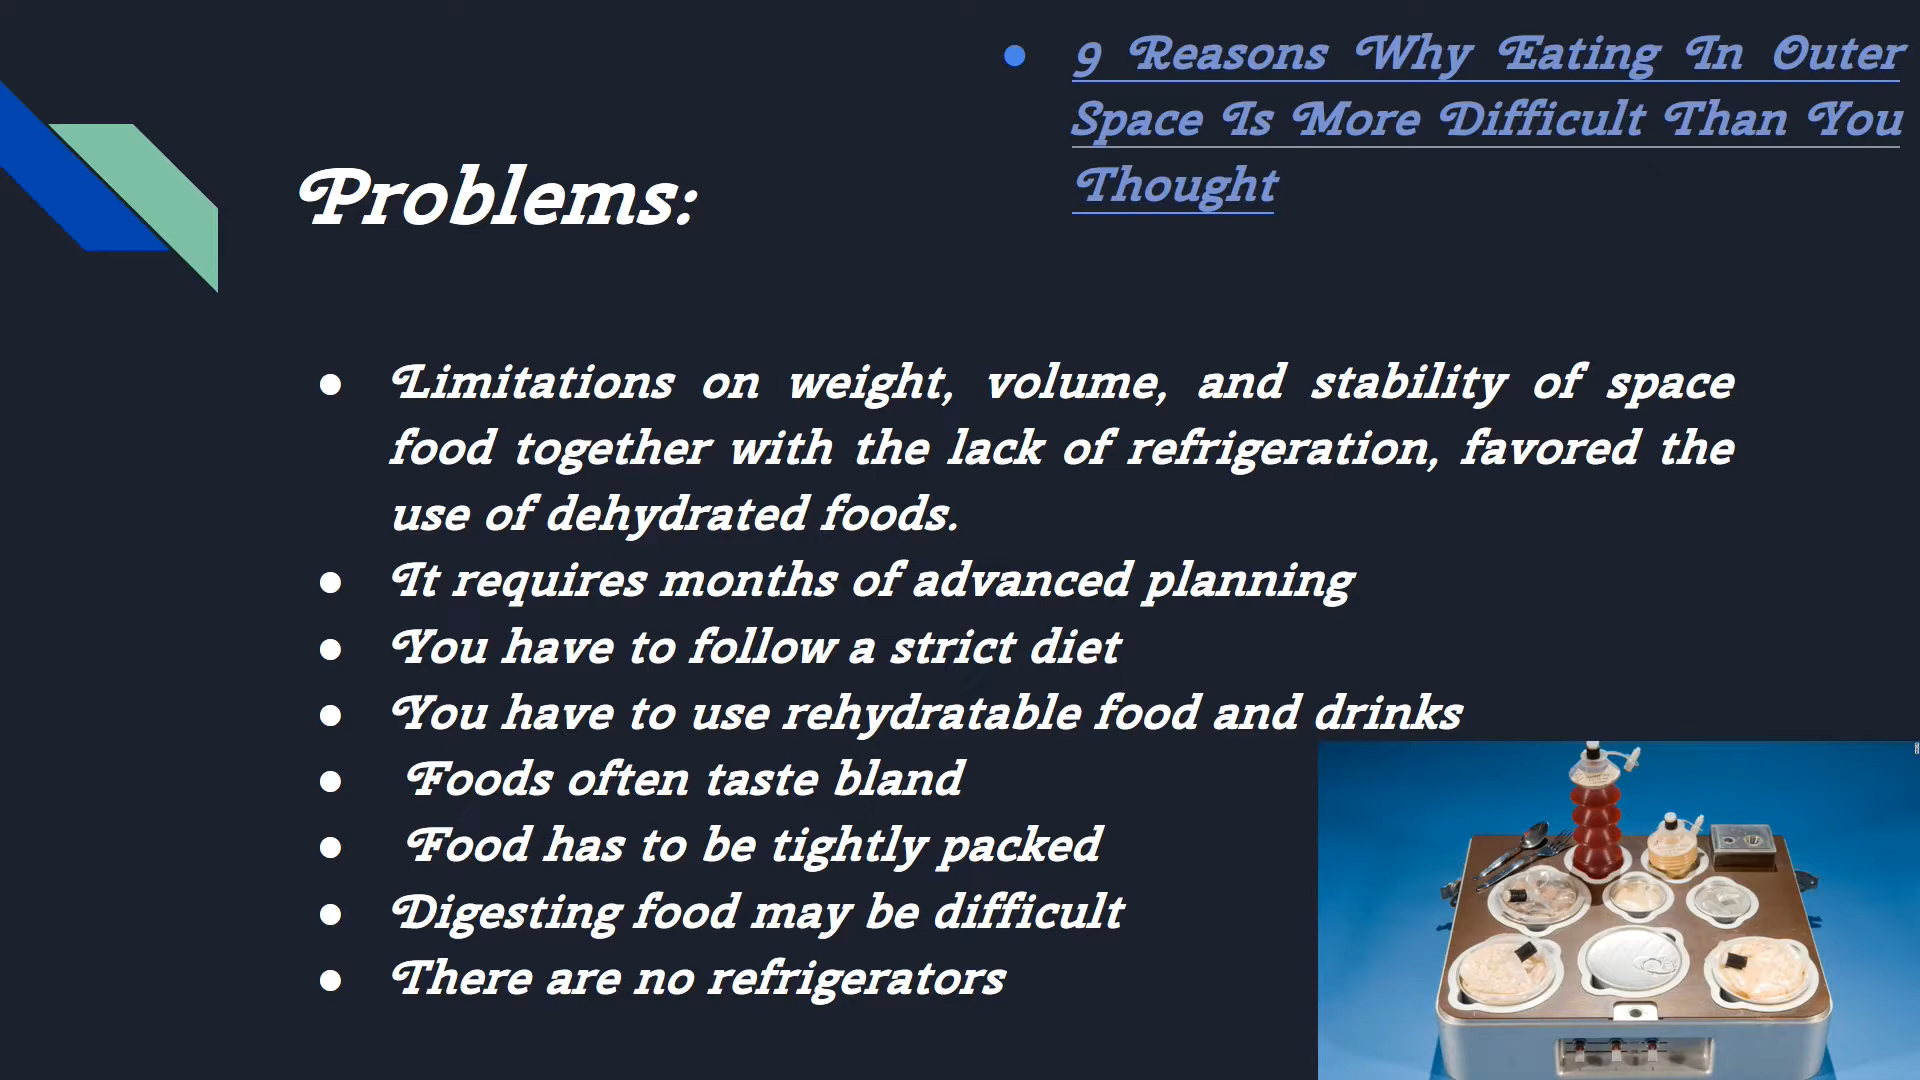 9 Reasons Why Eating In Outer
Space Is More Difficult Than You
Thought
Problems:
Limitations on weight, volume, and stability of space
food together with the lack of refrigeration, favored the
use of dehydrated foods.
It requires months of advanced planning
You have to follow a strict diet
You have to use rehydratable food and drinks
Foods often taste bland
Food has to be tightly packed
Digesting food may be difficult
There are no refrigerators